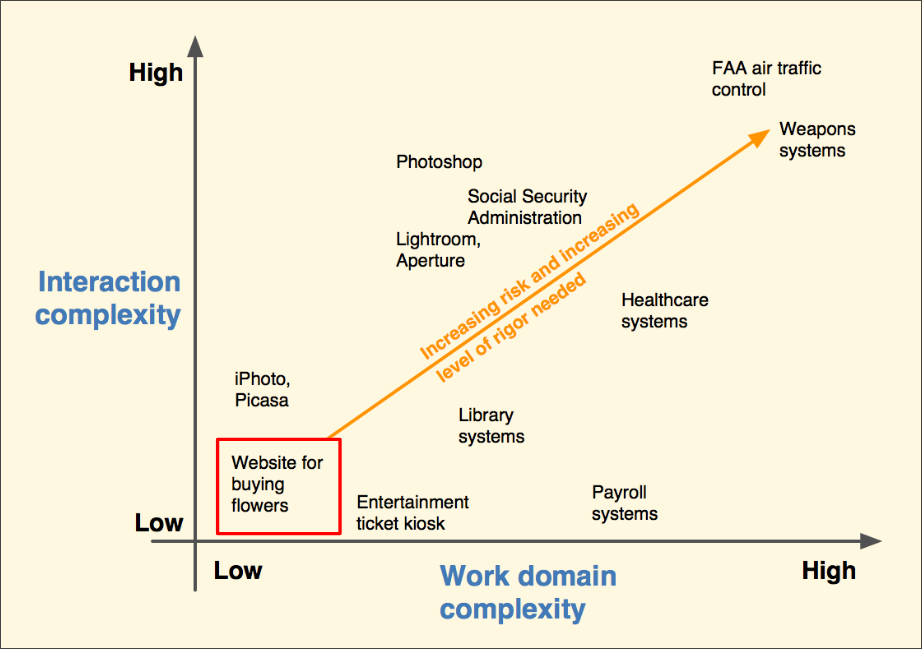 High
FAA air traffic
control
Weapons
systems
Photoshop
Social Security
Administration
Lightroom,
Aperture
Increasing risk and increasing
level of rigor needed
Interaction
complexity
Healthcare
systems
iPhoto,
Picasa
Library
systems
Website for
buying
flowers
Entertainment
ticket kiosk
Payroll
systems
Low
Low
Work domain
complexity
High